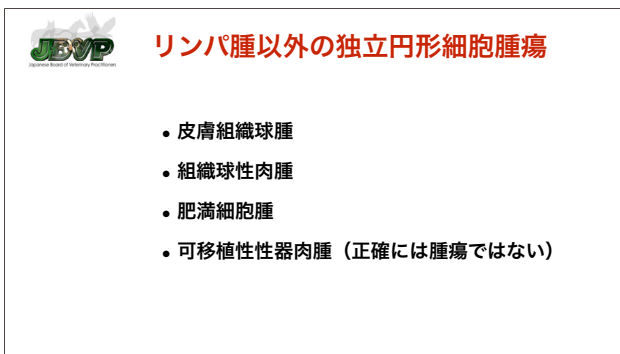 JBVP
Japanese Board of Veterinary Practitioners
リンパ腫以外の独立円形細胞腫瘍
• 皮膚組織球腫
• 組織球性肉腫
• 肥満細胞腫
• 可移植性性器肉腫（正確には腫瘍ではない）